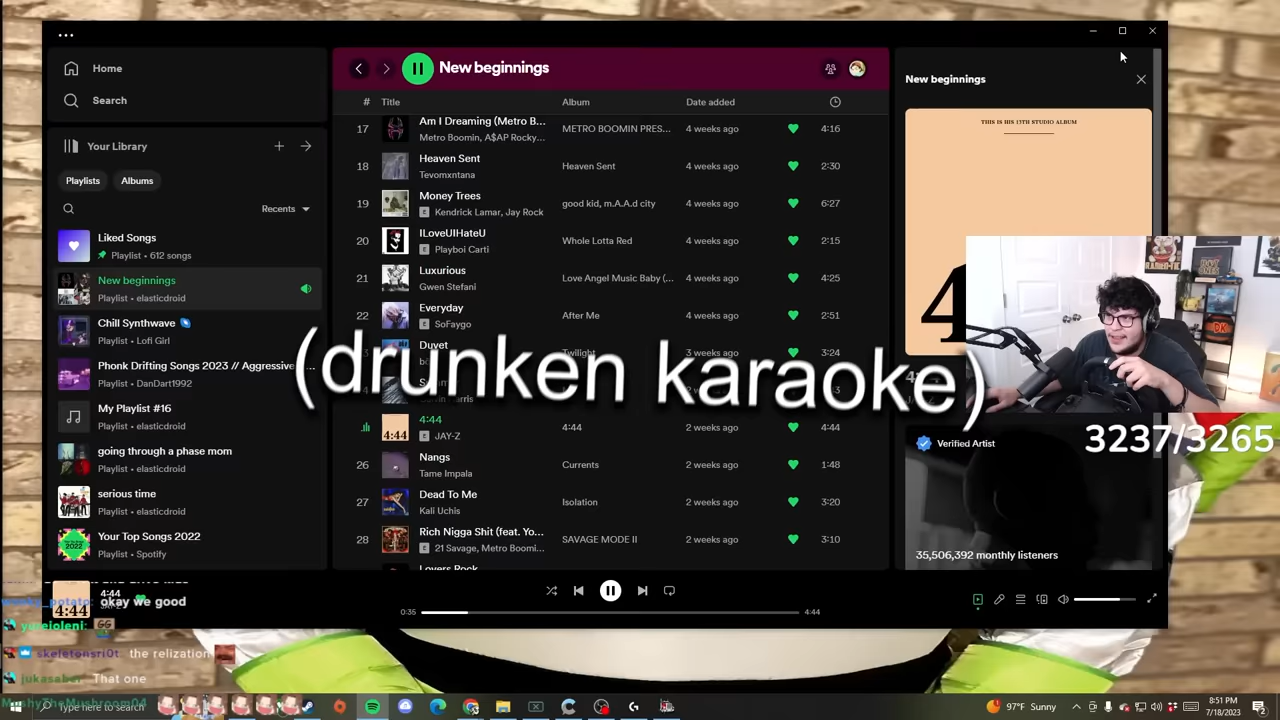 Home
Search
Your Library
Playlists
Albums
Recents
Liked Songs
Playlist • 612 songs
New beginnings
Playlist • elasticdroid
Chill Synthwave
Playlist • Lofi Girl
Phonk Drifting Songs 2023 // Aggressive ...
Playlist • DanDart1992
My Playlist #16
Playlist • elasticdroid
going through a phase mom
Playlist • elasticdroid
serious time
Playlist • elasticdroid
Your Top Songs 2022
Playlist • Spotify
New beginnings
# Title Album Date added
17 Am I Dreaming (Metro B... METRO BOOMIN PRES... 4 weeks ago 4:16
Metro Boomin, A$AP Rocky...
18 Heaven Sent Heaven Sent 4 weeks ago 2:30
Tevomxntana
19 Money Trees good kid, m.A.A.d city 4 weeks ago 6:27
E Kendrick Lamar, Jay Rock
20 ILoveUIHateU Whole Lotta Red 4 weeks ago 2:15
E Playboi Carti
21 Luxurious Love Angel Music Baby (... 4 weeks ago 4:25
Gwen Stefani
22 Everyday After Me 4 weeks ago 2:51
E SoFaygo
Duvet Twilight 3 weeks ago 3:24
(drunken karaoke)
4:44 4:44 2 weeks ago 4:44
E JAY-Z
26 Nangs Currents 2 weeks ago 1:48
Tame Impala
27 Dead To Me Isolation 2 weeks ago 3:20
Kali Uchis
28 Rich Nigga Shit (feat. Yo... SAVAGE MODE II 2 weeks ago 3:10
E 21 Savage, Metro Boomi...
Lovers Rock
New beginnings
THIS IS HIS 13TH STUDIO ALBUM
3237/3265
Verified Artist
35,506,392 monthly listeners
4:44
okay we good
yureioleni: GG
skeletonsri0t: the relization
jukasaber: That one
MushyTheMushroom04
0:35 4:44
Type here to search
97°F Sunny
8:51 PM
7/18/2023
2